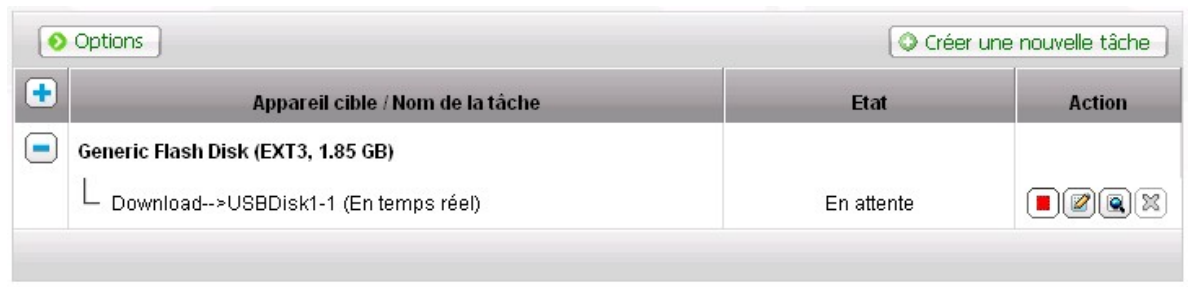 Options
Créer une nouvelle tâche
Appareil cible / Nom de la tâche Etat Action
Generic Flash Disk (EXT3, 1.85 GB)
Download-->USBDisk1-1 (En temps réel) En attente